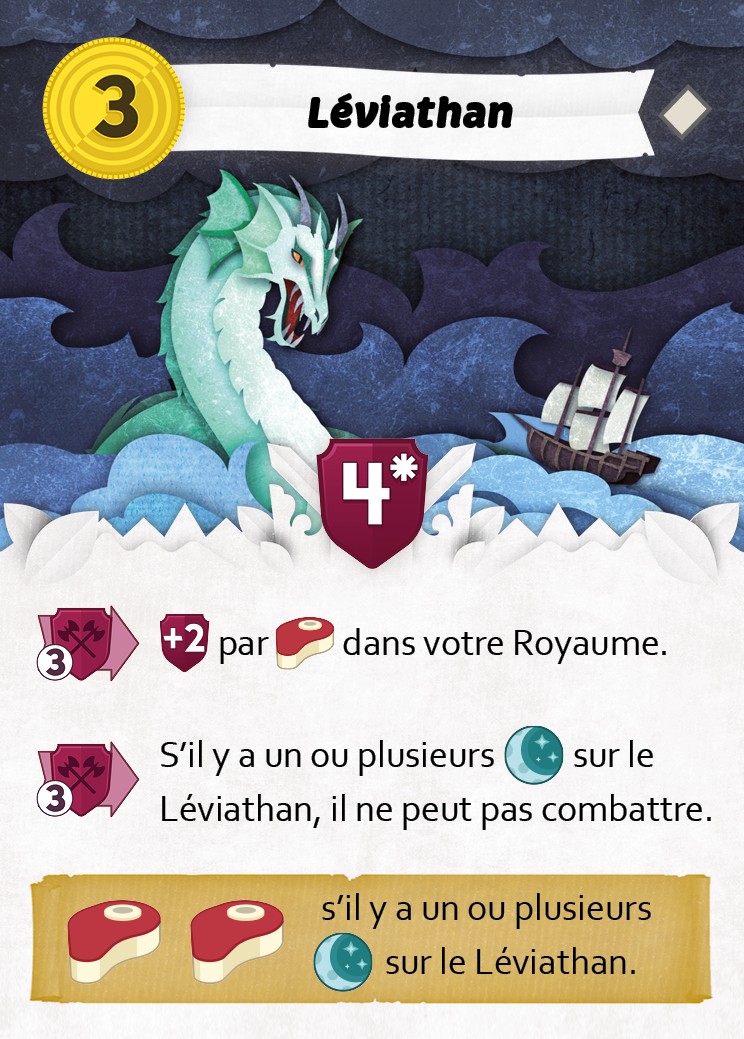 3 Léviathan
4*
3 +2 par dans votre Royaume.
3 S’il y a un ou plusieurs sur le
Léviathan, il ne peut pas combattre.
s’il y a un ou plusieurs
sur le Léviathan.